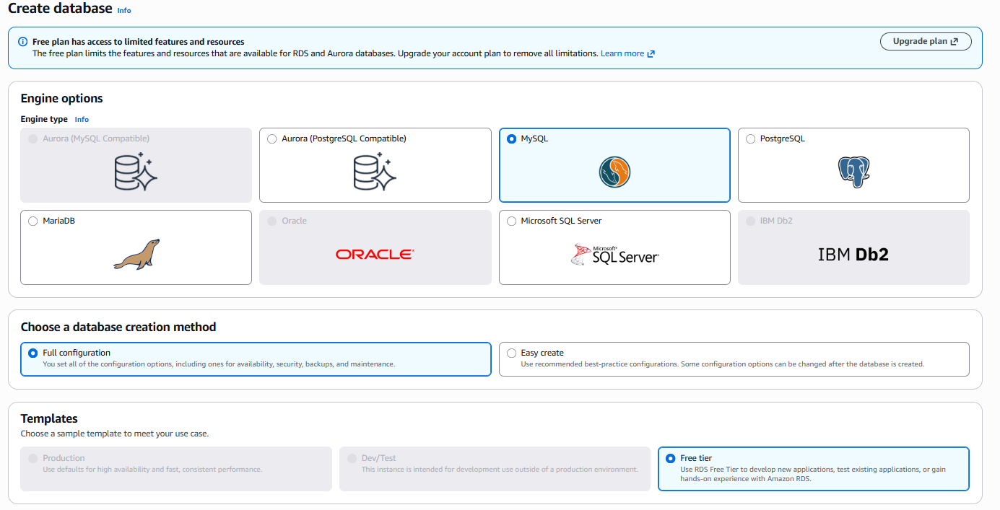 Create database Info
Free plan has access to limited features and resources
The free plan limits the features and resources that are available for RDS and Aurora databases. Upgrade your account plan to remove all limitations. Learn more
Upgrade plan
Engine options
Engine type Info
Aurora (MySQL Compatible)
Aurora (PostgreSQL Compatible)
MySQL
PostgreSQL
MariaDB
Oracle
ORACLE
Microsoft SQL Server
Microsoft
SQL Server
IBM Db2
IBM Db2
Choose a database creation method
Full configuration
You set all of the configuration options, including ones for availability, security, backups, and maintenance.
Easy create
Use recommended best-practice configurations. Some configuration options can be changed after the database is created.
Templates
Choose a sample template to meet your use case.
Production
Use defaults for high availability and fast, consistent performance.
Dev/Test
This instance is intended for development use outside of a production environment.
Free tier
Use RDS Free Tier to develop new applications, test existing applications, or gain
hands-on experience with Amazon RDS.